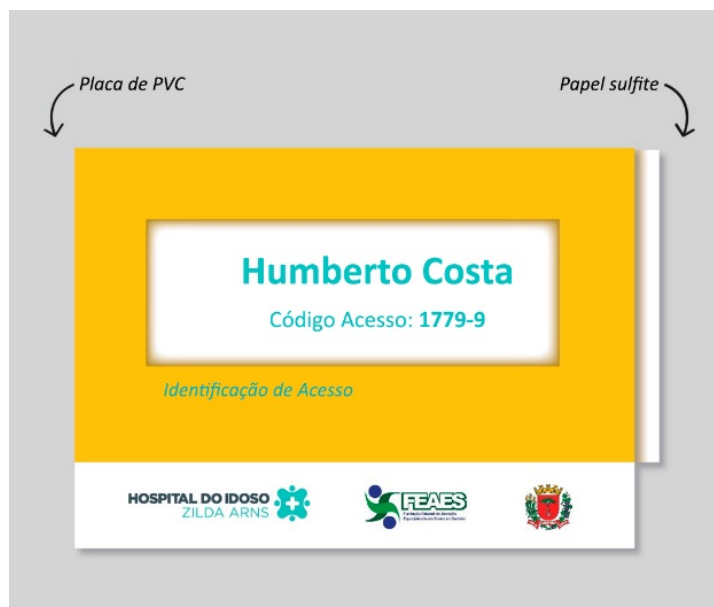 Placa de PVC
Papel sulfite
Humberto Costa
Código Acesso: 1779-9
Identificação de Acesso
HOSPITAL DO IDOSO
ZILDA ARNS
FEAES